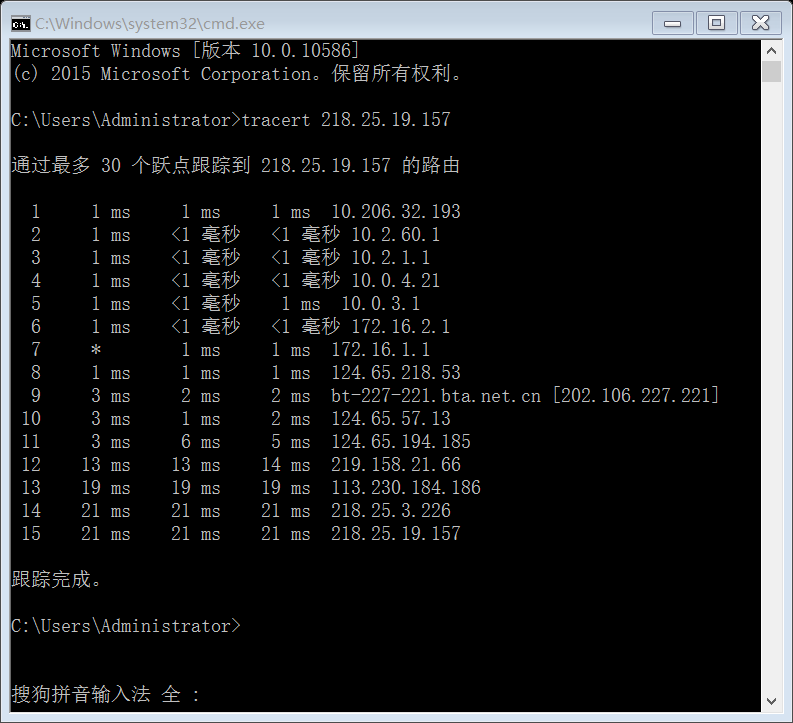 C:\Windows\system32\cmd.exe
Microsoft Windows [版本 10.0.10586]
(c) 2015 Microsoft Corporation。保留所有权利。
C:\Users\Administrator>tracert 218.25.19.157
通过最多 30 个跃点跟踪到 218.25.19.157 的路由
1 1 ms 1 ms 1 ms 10.206.32.193
2 1 ms <1 毫秒 <1 毫秒 10.2.60.1
3 1 ms <1 毫秒 <1 毫秒 10.2.1.1
4 1 ms <1 毫秒 <1 毫秒 10.0.4.21
5 1 ms <1 毫秒 1 ms 10.0.3.1
6 1 ms <1 毫秒 <1 毫秒 172.16.2.1
7 * 1 ms 1 ms 172.16.1.1
8 1 ms 1 ms 1 ms 124.65.218.53
9 3 ms 2 ms 2 ms bt-227-221.bta.net.cn [202.106.227.221]
10 3 ms 1 ms 2 ms 124.65.57.13
11 3 ms 6 ms 5 ms 124.65.194.185
12 13 ms 13 ms 14 ms 219.158.21.66
13 19 ms 19 ms 19 ms 113.230.184.186
14 21 ms 21 ms 21 ms 218.25.3.226
15 21 ms 21 ms 21 ms 218.25.19.157
跟踪完成。
C:\Users\Administrator>
搜狗拼音输入法 全 :